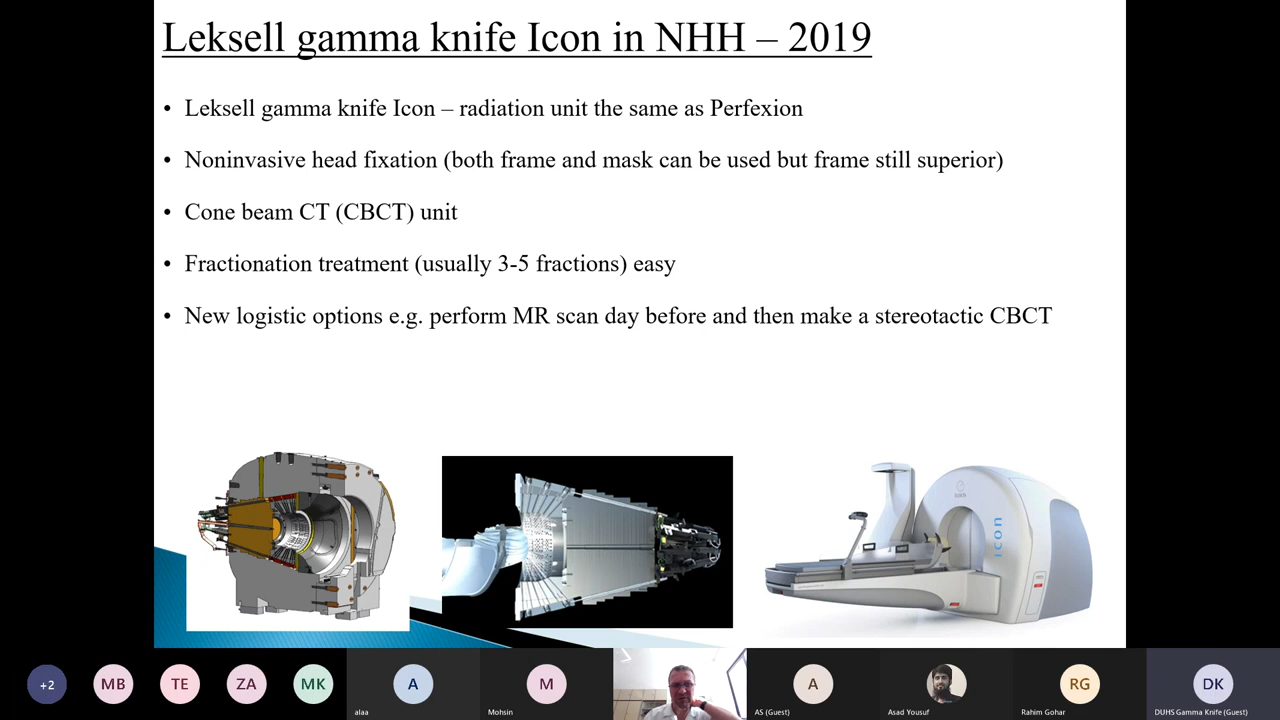 Leksell gamma knife Icon in NHH – 2019
• Leksell gamma knife Icon – radiation unit the same as Perfexion
• Noninvasive head fixation (both frame and mask can be used but frame still superior)
• Cone beam CT (CBCT) unit
• Fractionation treatment (usually 3-5 fractions) easy
• New logistic options e.g. perform MR scan day before and then make a stereotactic CBCT
icon
+2
MB
TE
ZA
MK
A
alaa
M
Mohsin
A
AS (Guest)
Asad Yousuf
RG
Rahim Gohar
DK
DUHS Gamma Knife (Guest)